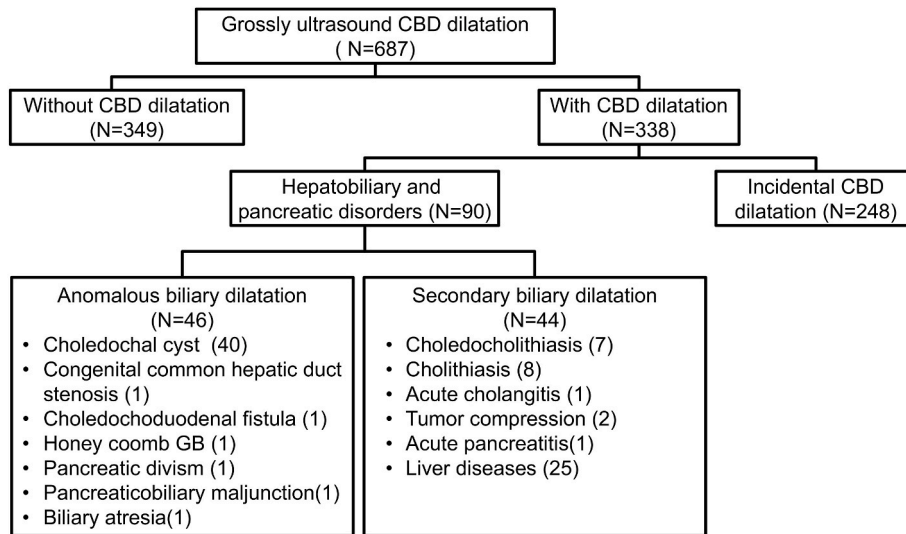 Grossly ultrasound CBD dilatation
( N=687)
Without CBD dilatation
(N=349)
With CBD dilatation
(N=338)
Hepatobiliary and
pancreatic disorders (N=90)
Incidental CBD
dilatation (N=248)
Anomalous biliary dilatation
(N=46)
• Choledochal cyst (40)
• Congenital common hepatic duct
stenosis (1)
• Choledochoduodenal fistula (1)
• Honey coomb GB (1)
• Pancreatic divism (1)
• Pancreaticobiliary maljunction(1)
• Biliary atresia(1)
Secondary biliary dilatation
(N=44)
• Choledocholithiasis (7)
• Cholithiasis (8)
• Acute cholangitis (1)
• Tumor compression (2)
• Acute pancreatitis(1)
• Liver diseases (25)